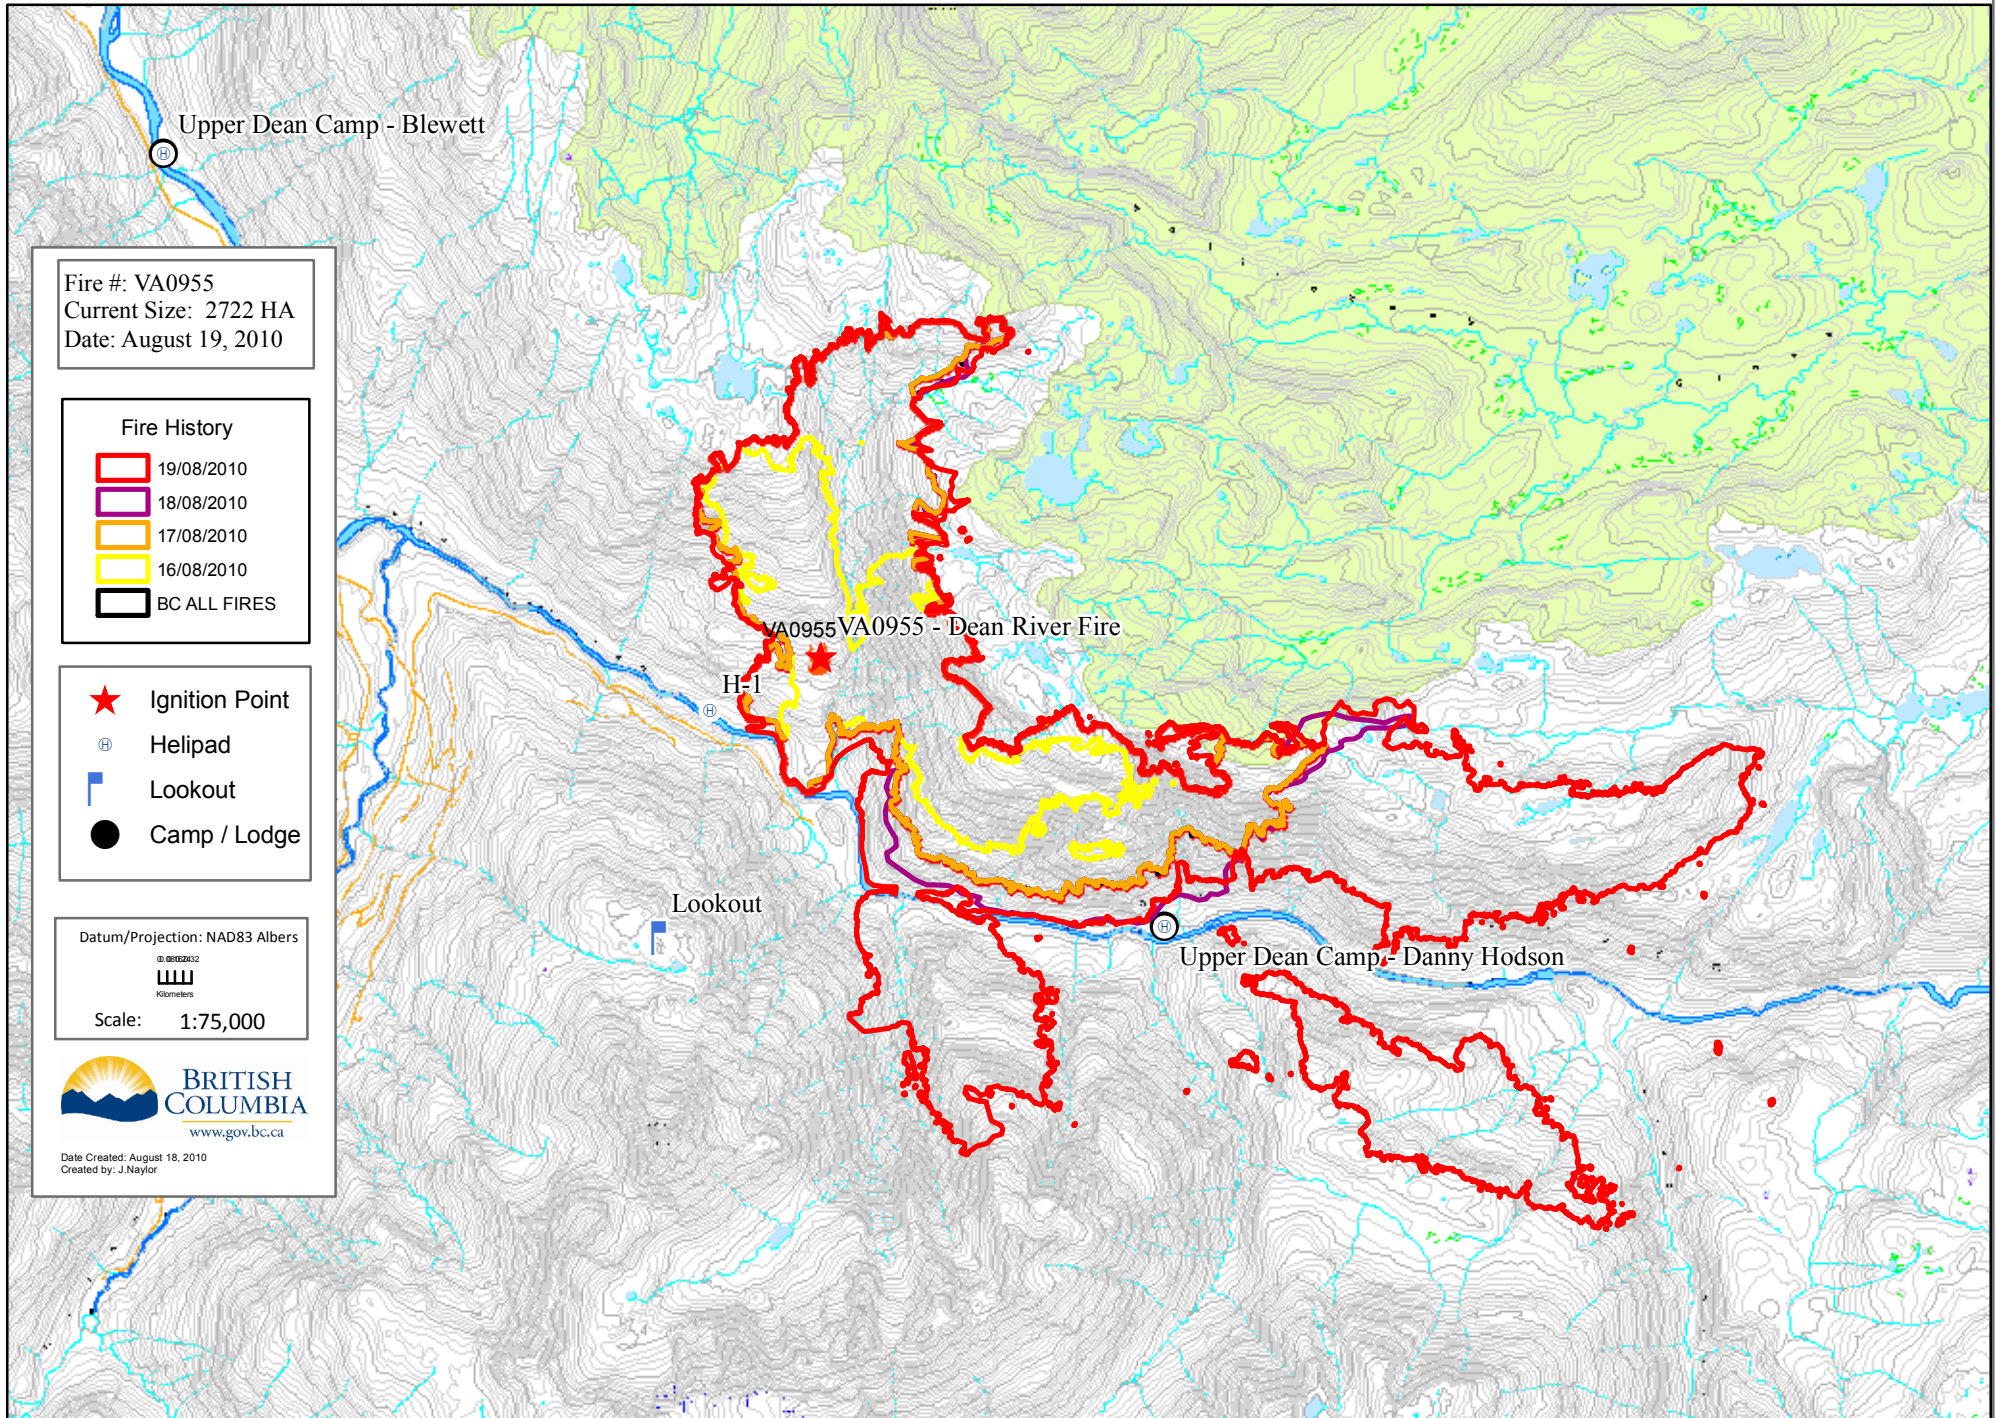 Upper Dean Camp - Blewett
Fire #: VA0955
Current Size: 2722 HA
Date: August 19, 2010
Fire History
19/08/2010
18/08/2010
17/08/2010
16/08/2010
BC ALL FIRES
VA0955
VA0955 - Dean River Fire
H-1
Ignition Point
H Helipad
Lookout
Camp / Lodge
Lookout
Upper Dean Camp - Danny Hodson
Datum/Projection: NAD83 Albers
Kilometers
Scale: 1:75,000
BRITISH
COLUMBIA
www.gov.bc.ca
Date Created: August 18, 2010
Created by: J.Naylor